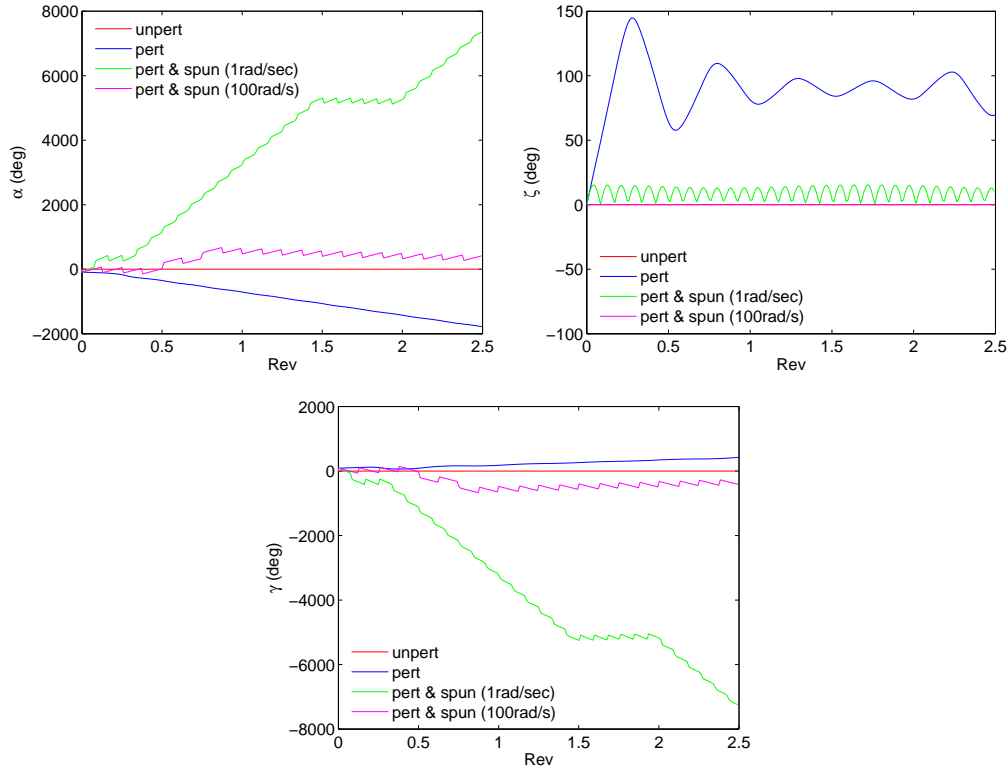 8000
6000
4000
2000
0
−2000
α (deg)
unpert
pert
pert & spun (1rad/sec)
pert & spun (100rad/s)
0 0.5 1 1.5 2 2.5
Rev
150
100
50
0
−50
−100
ζ (deg)
unpert
pert
pert & spun (1rad/sec)
pert & spun (100rad/s)
0 0.5 1 1.5 2 2.5
Rev
2000
0
−2000
−4000
−6000
−8000
γ (deg)
unpert
pert
pert & spun (1rad/sec)
pert & spun (100rad/s)
0 0.5 1 1.5 2 2.5
Rev